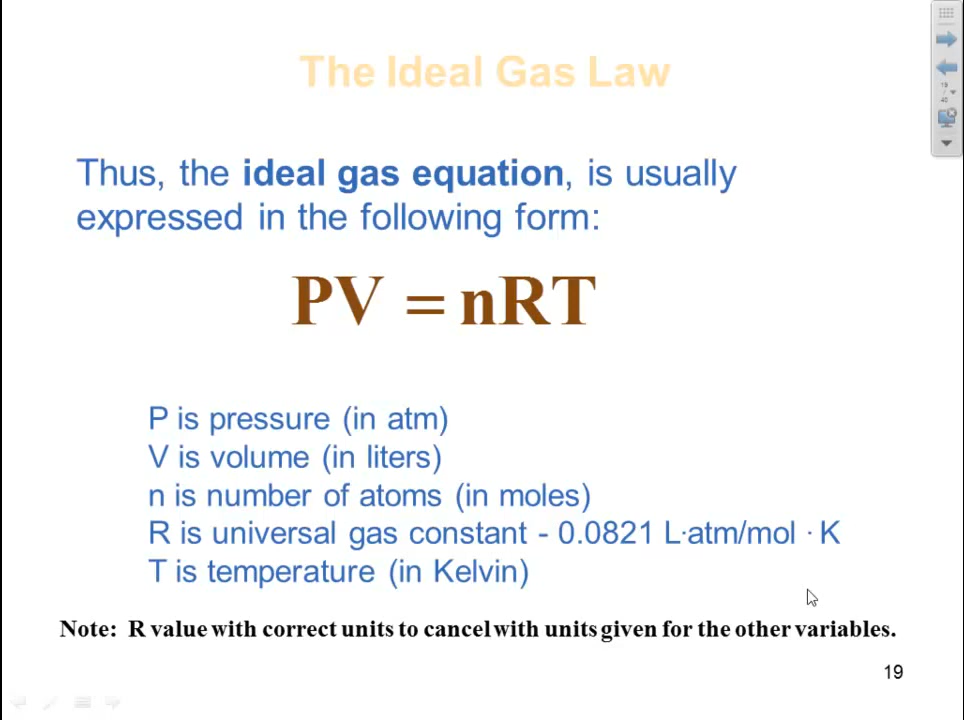 The Ideal Gas Law
Thus, the ideal gas equation, is usually
expressed in the following form:
PV = nRT
P is pressure (in atm)
V is volume (in liters)
n is number of atoms (in moles)
R is universal gas constant - 0.0821 L·atm/mol · K
T is temperature (in Kelvin)
Note: R value with correct units to cancel with units given for the other variables.
19
19
/
40